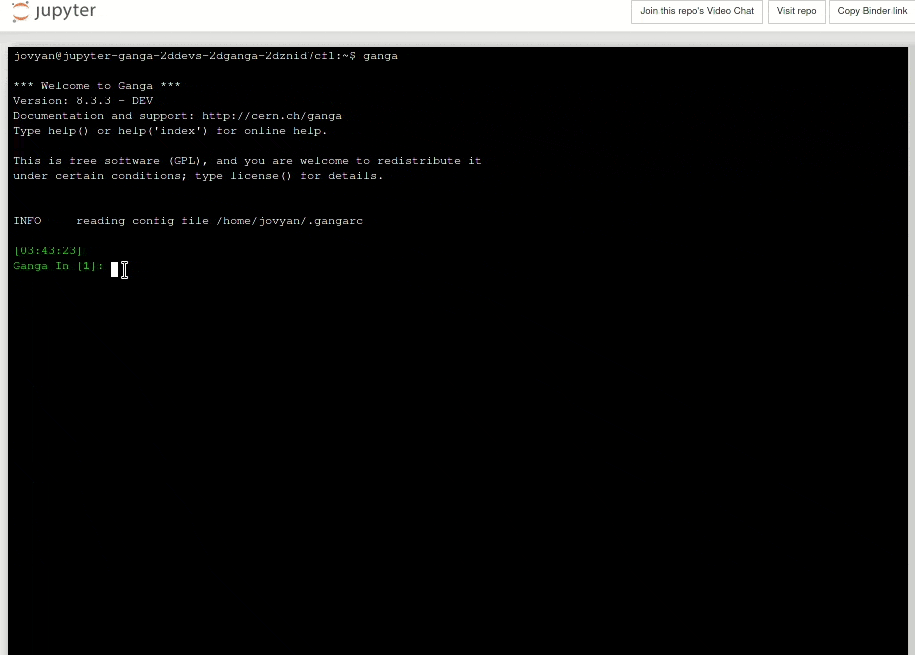 jupyter
Join this repo's Video Chat
Visit repo
Copy Binder link
jovyan@jupyter-ganga-2ddevs-2dganga-2dznid7cf1:~$ ganga
*** Welcome to Ganga ***
Version: 8.3.3 - DEV
Documentation and support: http://cern.ch/ganga
Type help() or help('index') for online help.
This is free software (GPL), and you are welcome to redistribute it
under certain conditions; type license() for details.
INFO     reading config file /home/jovyan/.gangarc
[03:43:23]
Ganga In [1]: